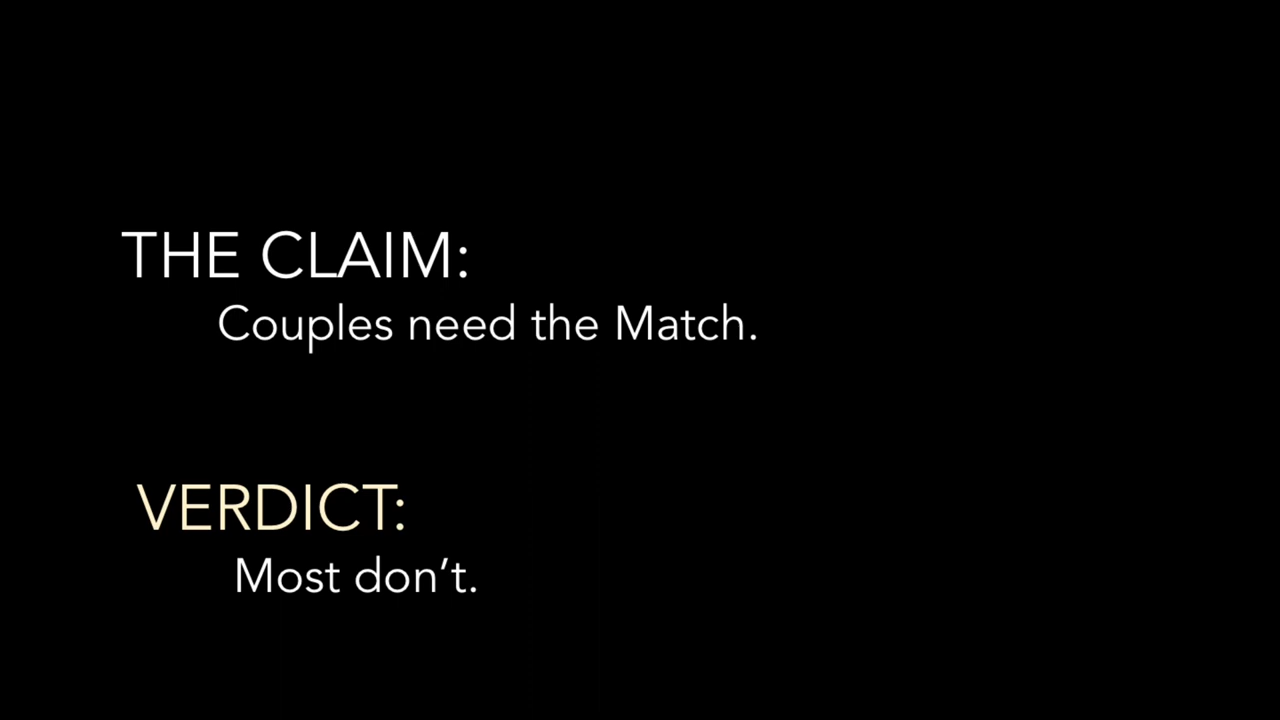 THE CLAIM:
Couples need the Match.
VERDICT:
Most don’t.